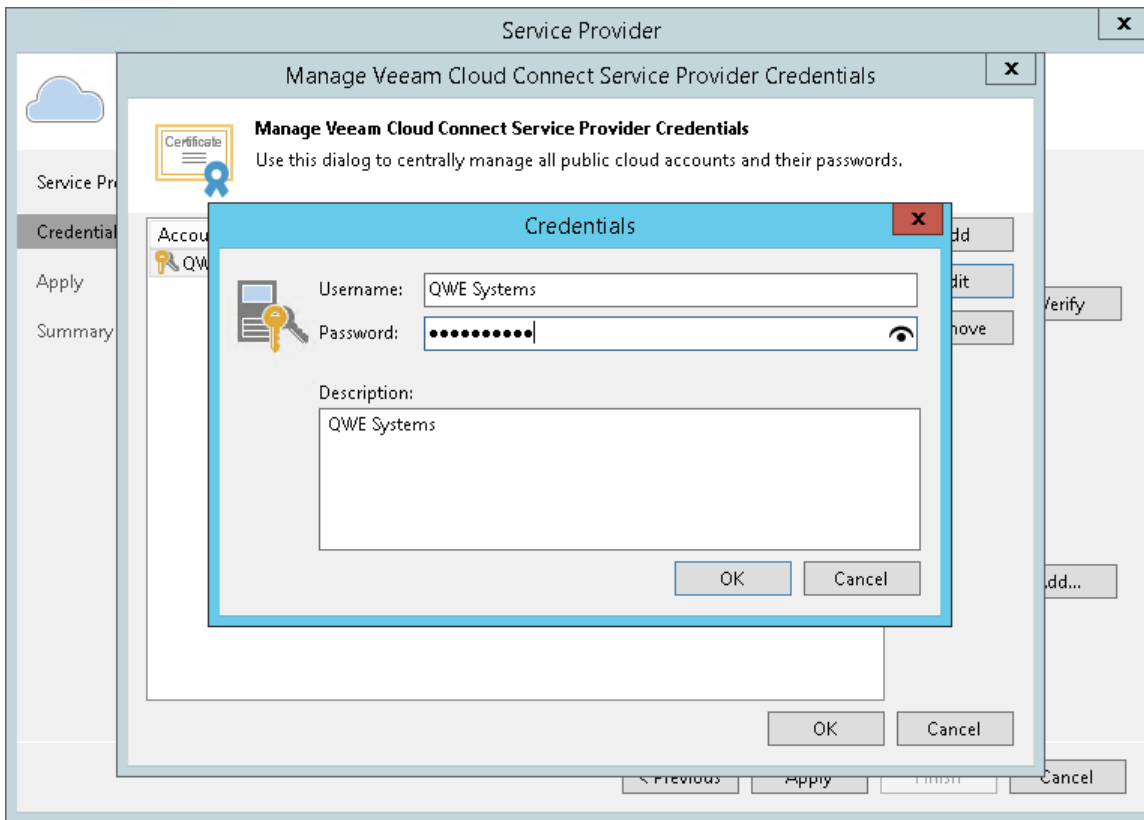 Service Provider
x
Manage Veeam Cloud Connect Service Provider Credentials
x
Certificate
Manage Veeam Cloud Connect Service Provider Credentials
Use this dialog to centrally manage all public cloud accounts and their passwords.
Service Pr
Credential
Apply
Summary
Accou
QW
Credentials
x
Username:
QWE Systems
Password:
••••••••••
Description:
QWE Systems
OK
Cancel
dd
dit
nove
Verify
dd...
OK
Cancel
< Previous
Apply
Finish
Cancel